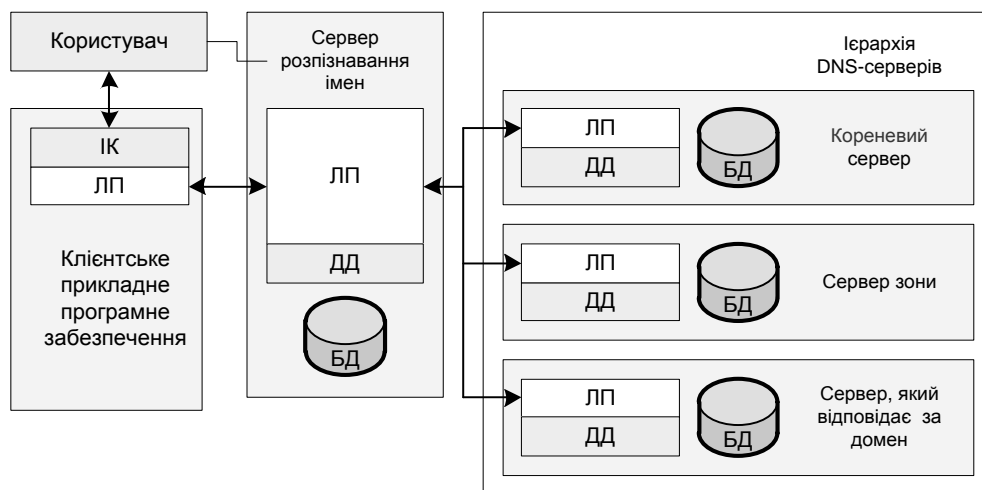 Користувач
ІК
ЛП
Клієнтське
прикладне
програмне
забезпечення
Сервер
розпізнавання
імен
ЛП
ДД
БД
Ієрархія
DNS-серверів
ЛП
ДД
БД
Кореневий
сервер
ЛП
ДД
БД
Сервер зони
ЛП
ДД
БД
Сервер, який
відповідає за
домен